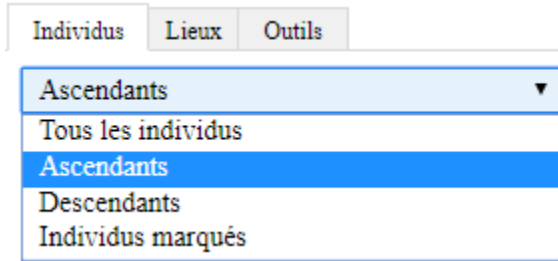 Individus Lieux Outils
Ascendants
Tous les individus
Ascendants
Descendants
Individus marqués